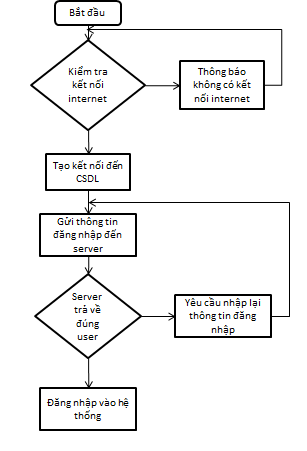 Bắt đầu
Kiểm tra
kết nối
internet
Thông báo
không có kết
nối internet
Tạo kết nối đến
CSDL
Gửi thông tin
đăng nhập đến
server
Server
trả về
đúng
user
Yêu cầu nhập lại
thông tin đăng
nhập
Đăng nhập vào hệ
thống